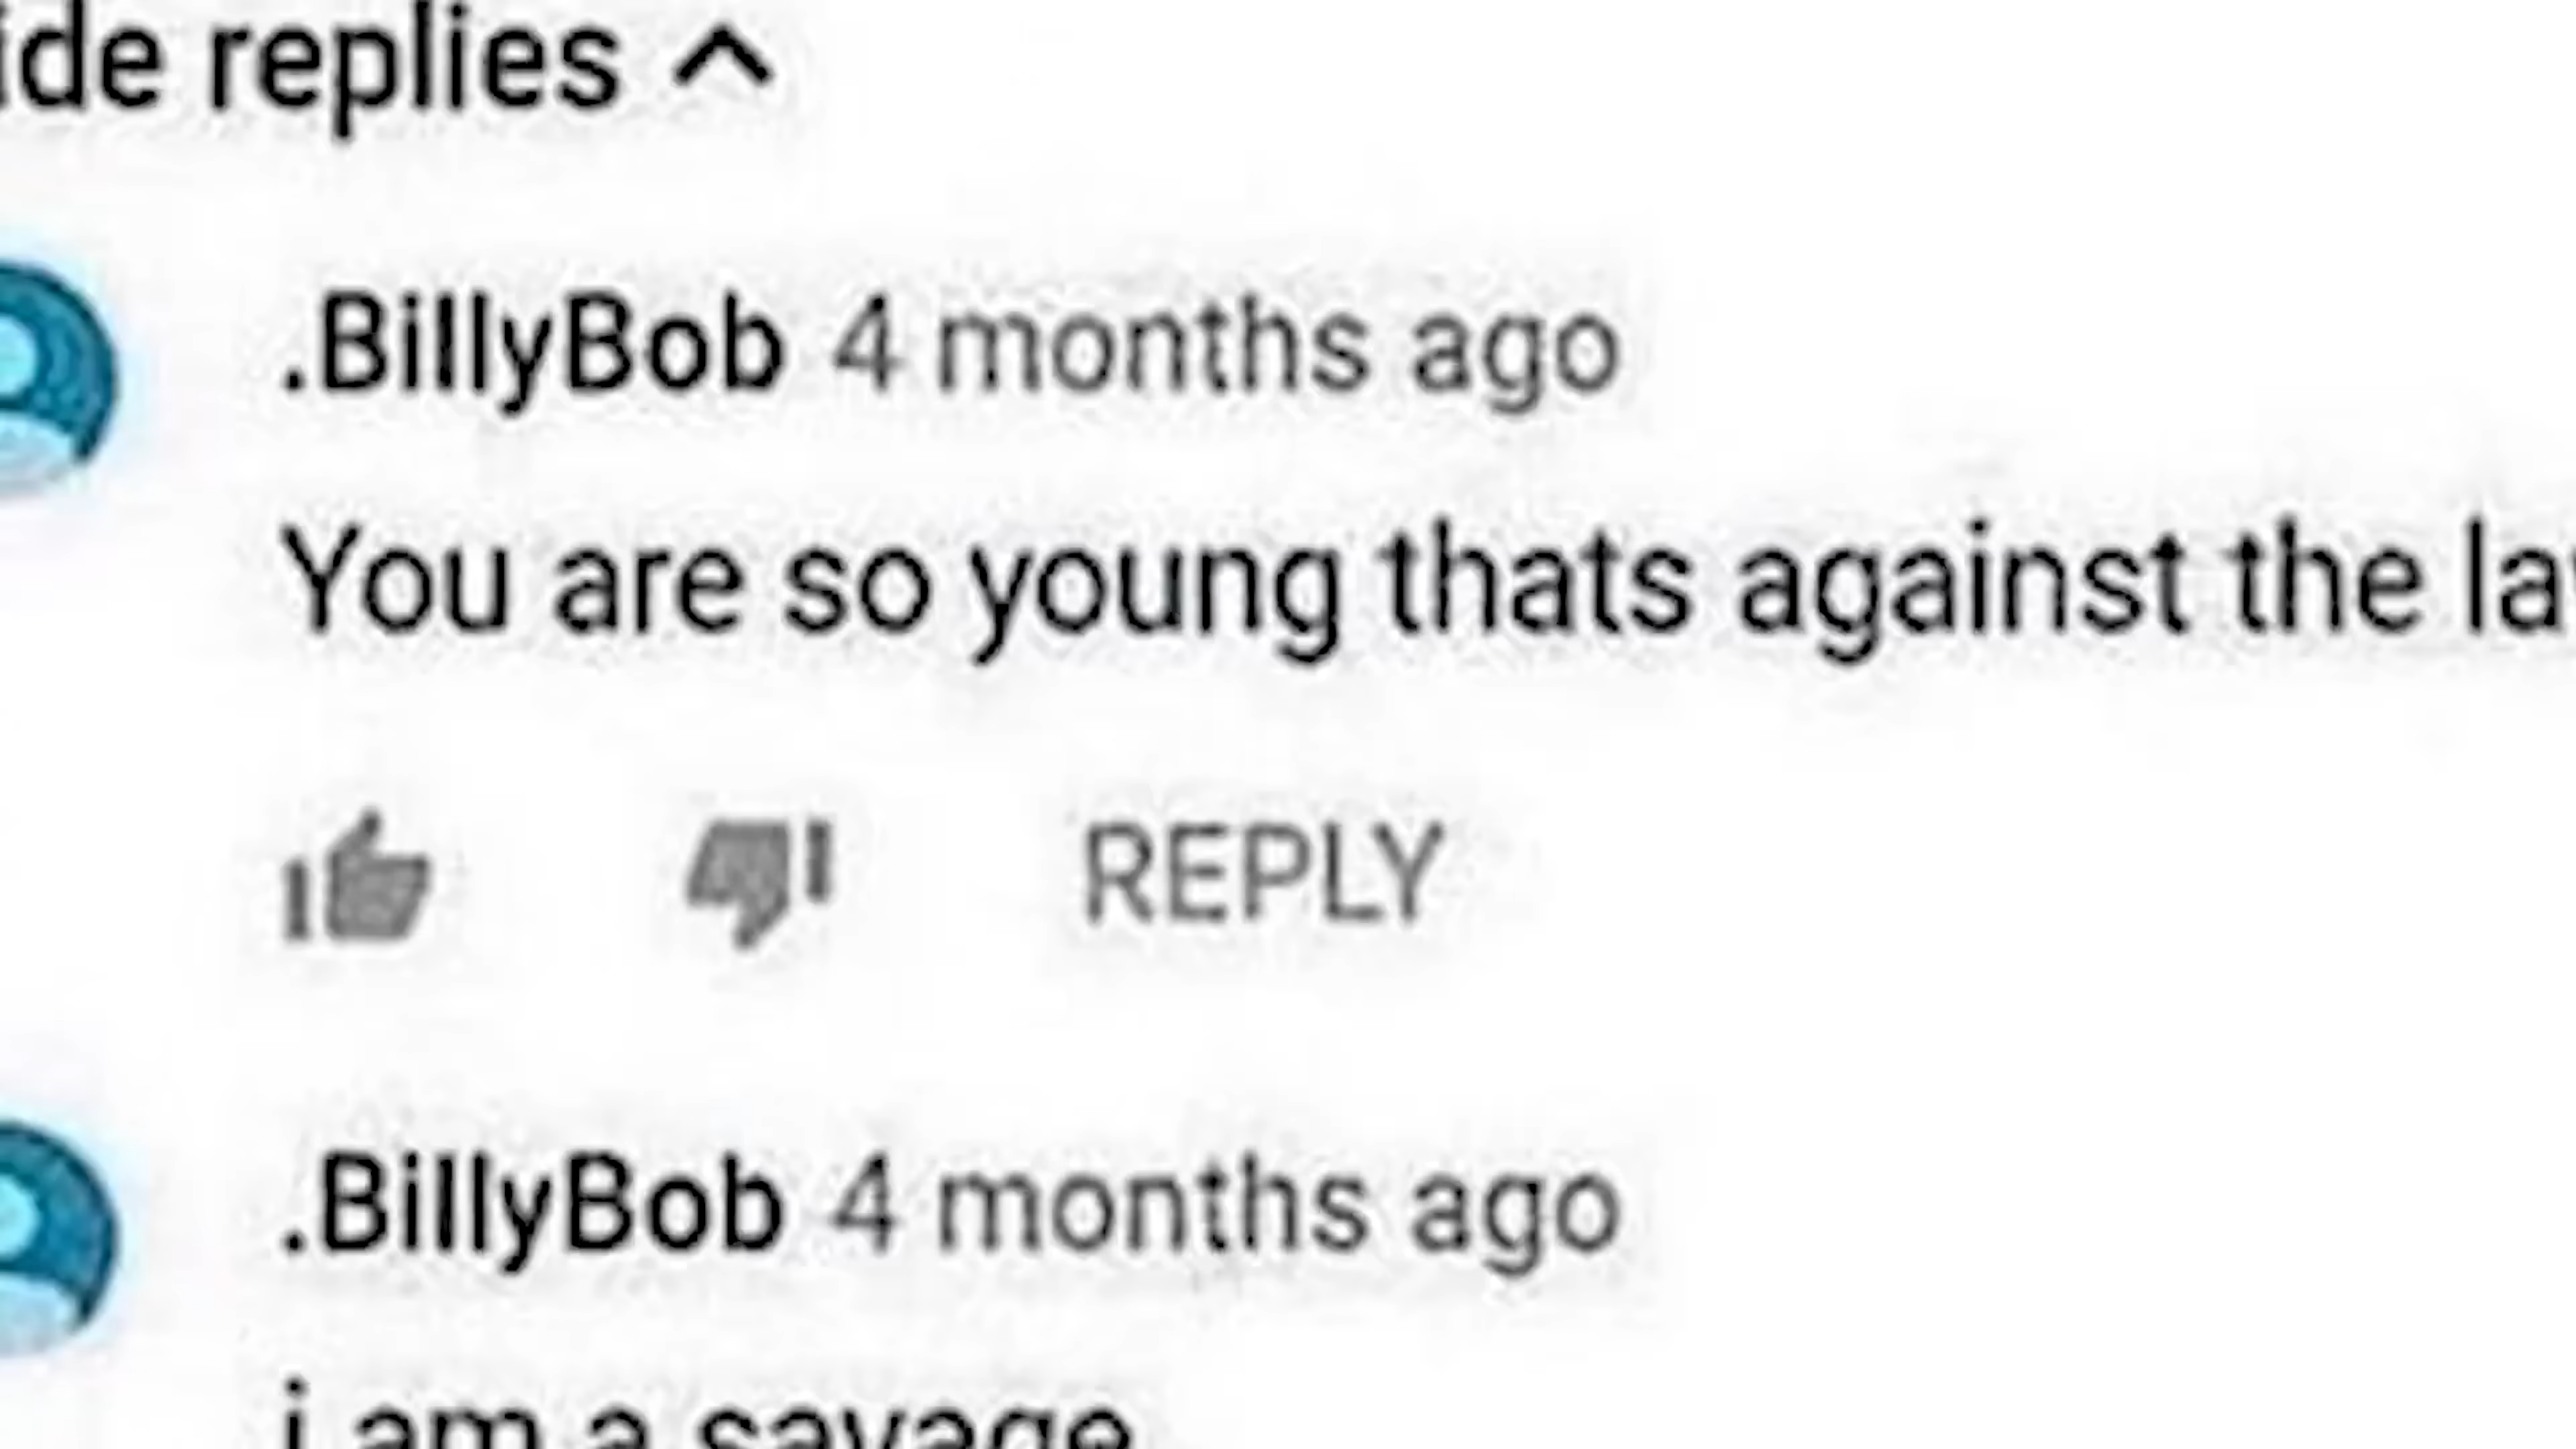 ide replies
.BillyBob 4 months ago
You are so young thats against the la
REPLY
.BillyBob 4 months ago
i am a savage